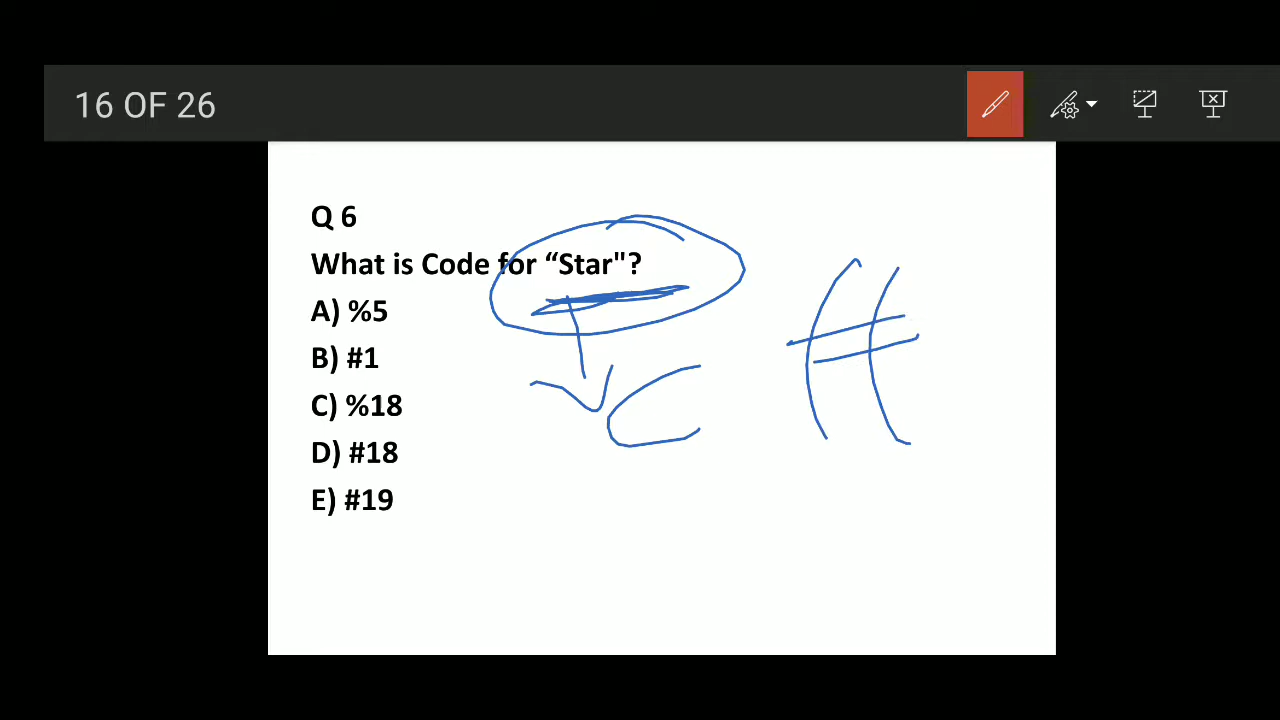 16 OF 26
Q 6
What is Code for “Star"?
A) %5
B) #1
C) %18
D) #18
E) #19
C
#